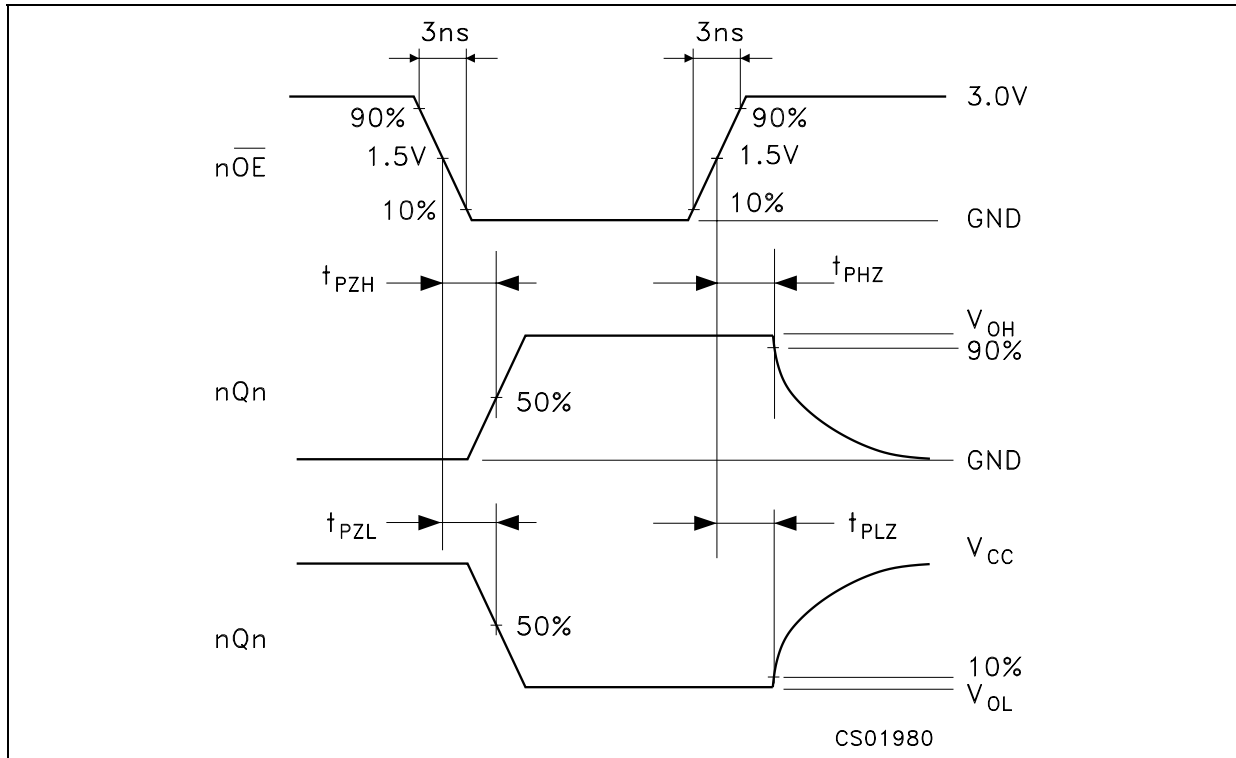 3ns 3ns
3.0V
90% 90%
1.5V 1.5V
nO̅E̅
10% 10%
GND
tPZH tPHZ
VOH
90%
nQn
50%
GND
tPZL tPLZ
VCC
50%
nQn
10%
VOL
CS01980